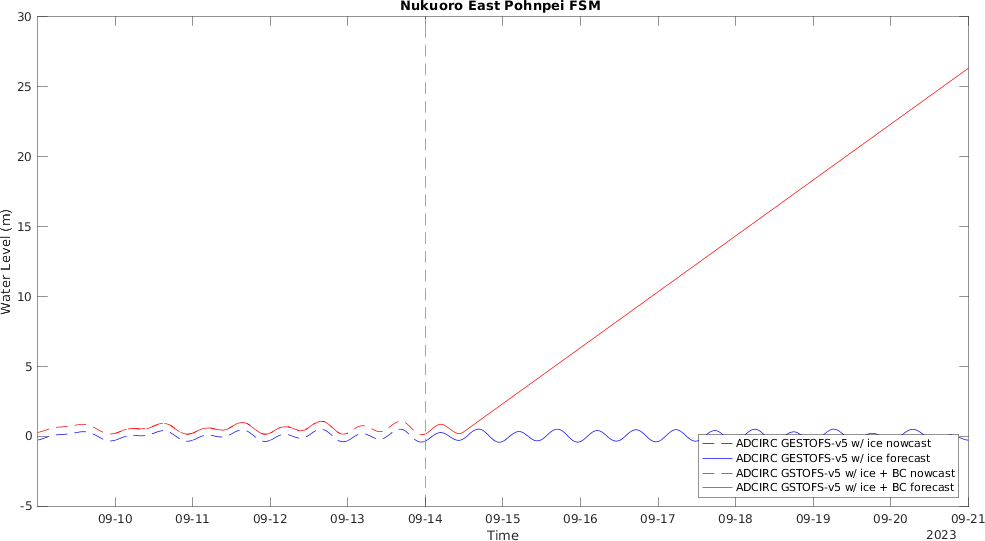 Nukuoro East Pohnpei FSM
30
25
20
15
10
5
0
-5
Water Level (m)
ADCIRC GESTOFS-v5 w/ ice nowcast
ADCIRC GESTOFS-v5 w/ ice forecast
ADCIRC GSTOFS-v5 w/ ice + BC nowcast
ADCIRC GSTOFS-v5 w/ ice + BC forecast
09-10 09-11 09-12 09-13 09-14 09-15 09-16 09-17 09-18 09-19 09-20 09-21
Time
2023